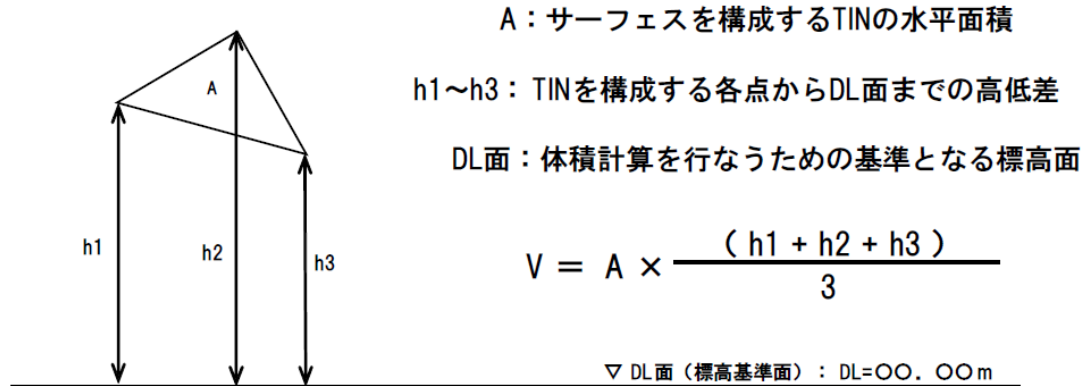 A：サーフェスを構成するTINの水平面積
A
h1～h3：TINを構成する各点からDL面までの高低差
DL面：体積計算を行なうための基準となる標高面
h1
h2
h3
V = A × ( h1 + h2 + h3 ) / 3
▽ DL面（標高基準面）：DL=○○．○○m